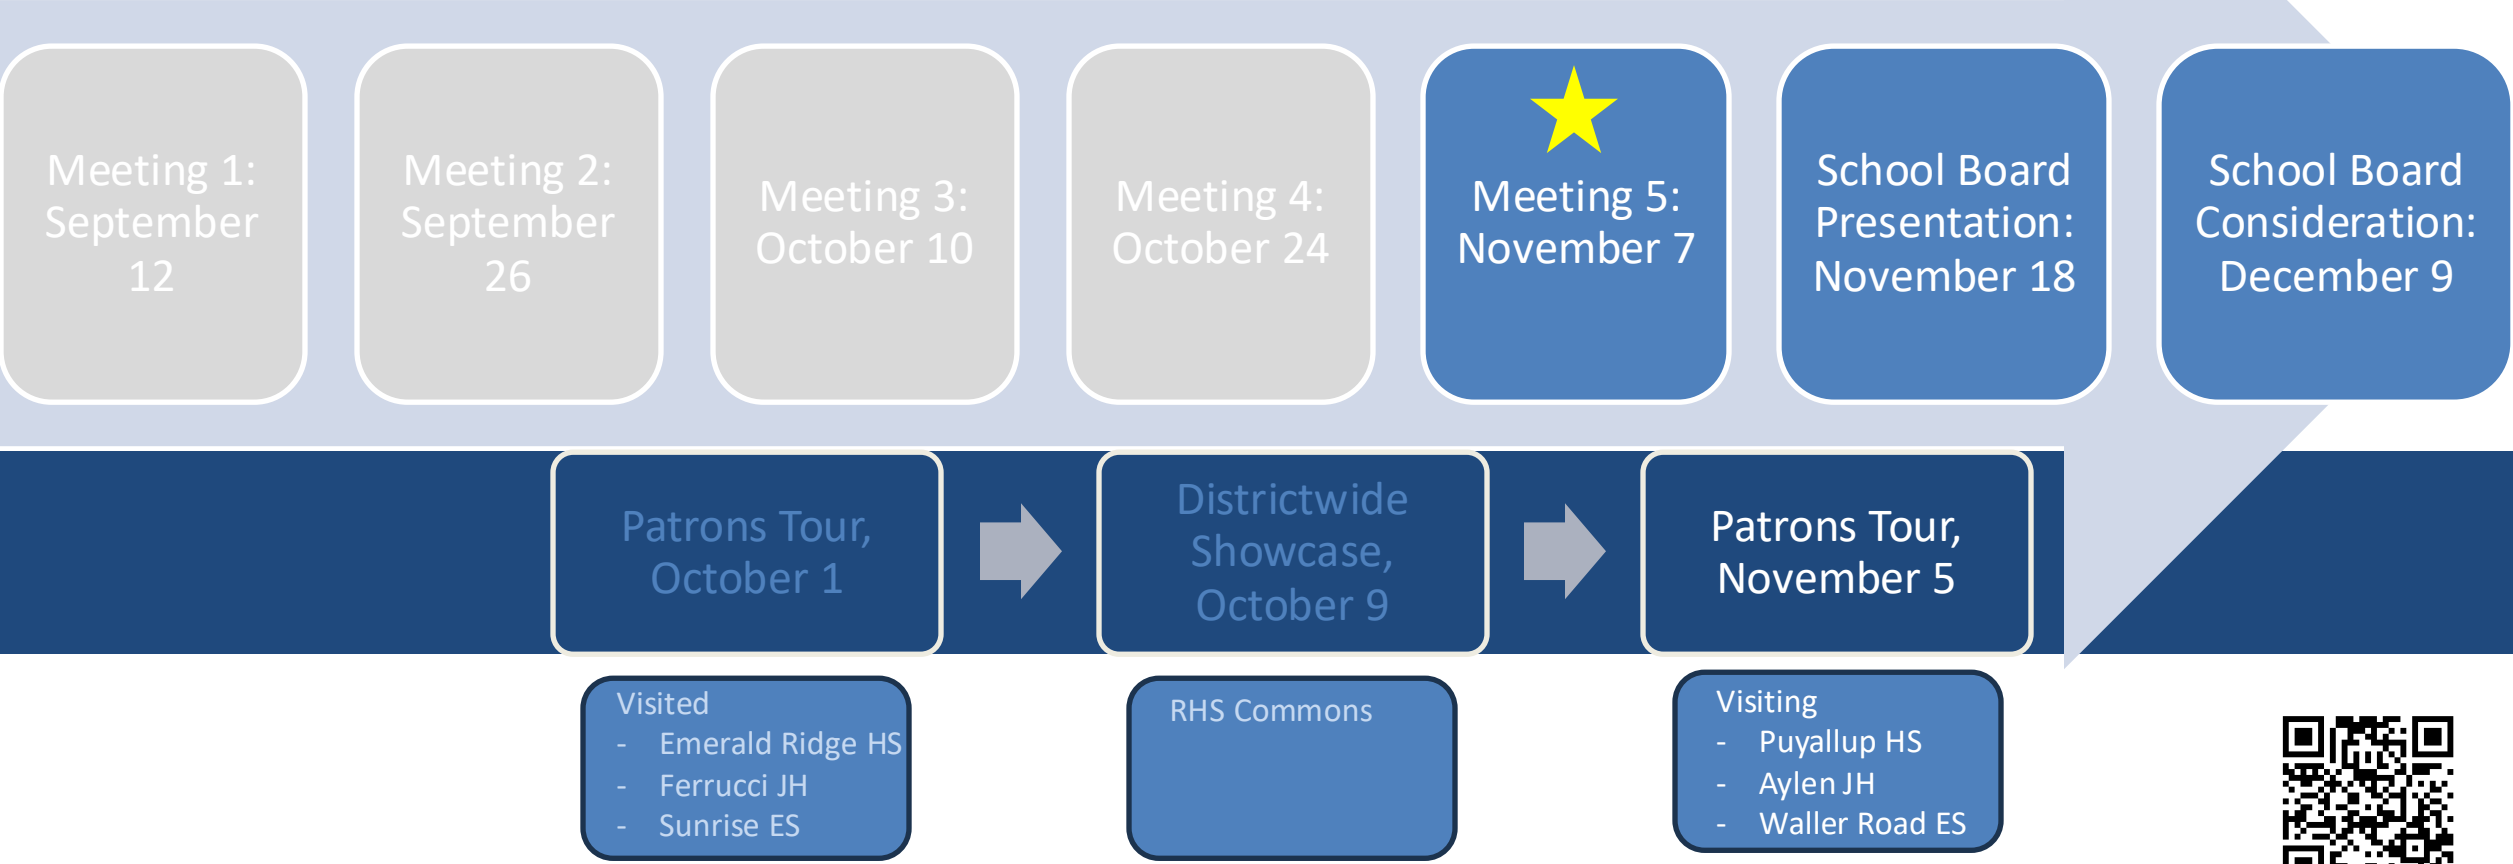 Meeting 1:
September
12
Meeting 2:
September
26
Meeting 3:
October 10
Meeting 4:
October 24
Meeting 5:
November 7
School Board
Presentation:
November 18
School Board
Consideration:
December 9
Patrons Tour,
October 1
Districtwide
Showcase,
October 9
Patrons Tour,
November 5
Visited
- Emerald Ridge HS
- Ferrucci JH
- Sunrise ES
RHS Commons
Visiting
- Puyallup HS
- Aylen JH
- Waller Road ES